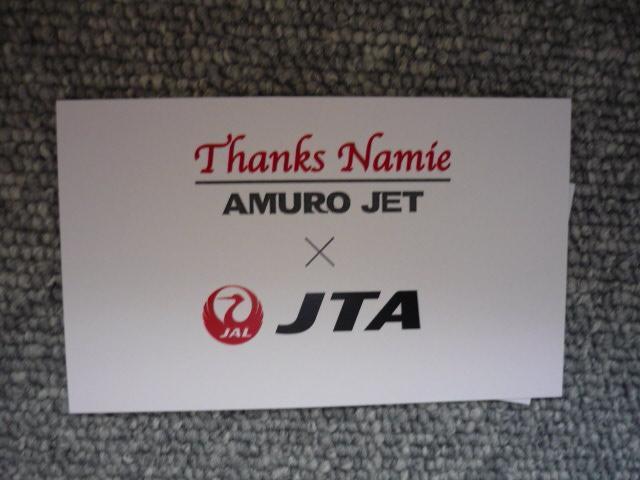 Thanks Namie
AMURO JET
×
JAL JTA